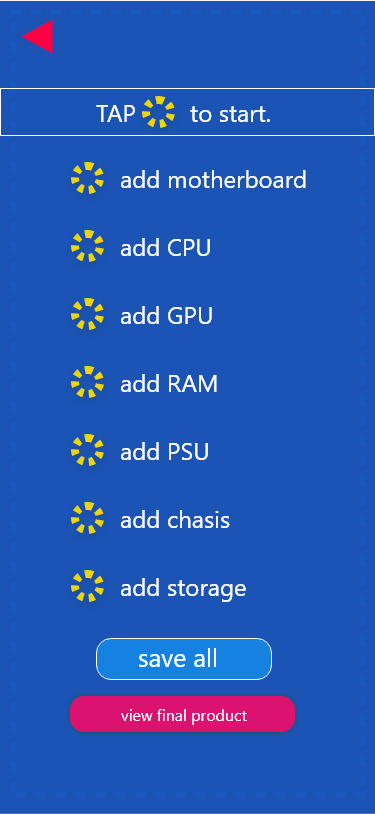 TAP to start.
add motherboard
add CPU
add GPU
add RAM
add PSU
add chasis
add storage
save all
view final product